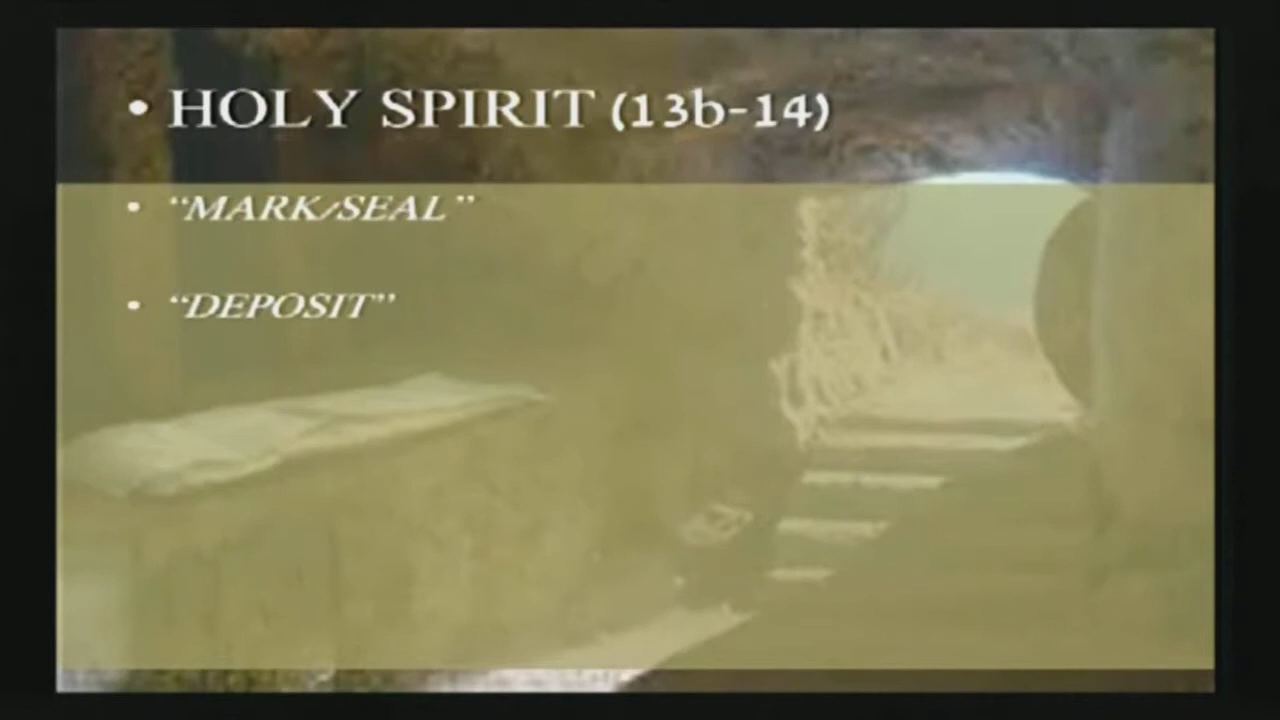 • HOLY SPIRIT (13b-14)
• “MARK/SEAL”
• “DEPOSIT”